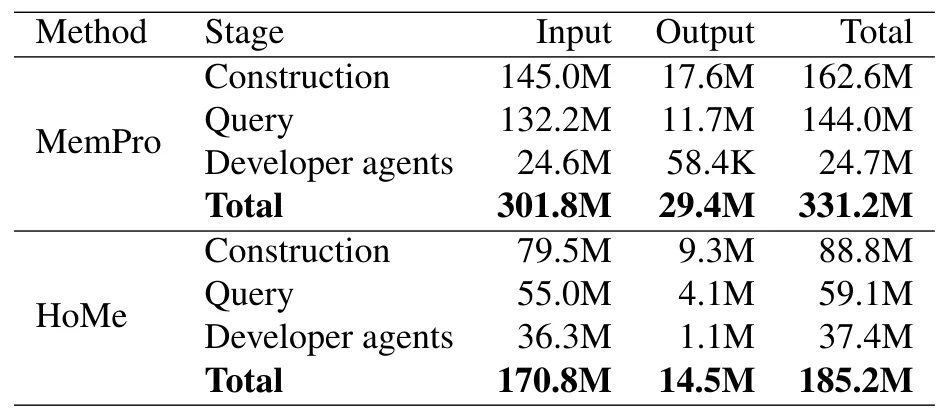 Method Stage Input Output Total
Construction 145.0M 17.6M 162.6M
Query 132.2M 11.7M 144.0M
MemPro
Developer agents 24.6M 58.4K 24.7M
Total 301.8M 29.4M 331.2M
Construction 79.5M 9.3M 88.8M
Query 55.0M 4.1M 59.1M
HoMe
Developer agents 36.3M 1.1M 37.4M
Total 170.8M 14.5M 185.2M